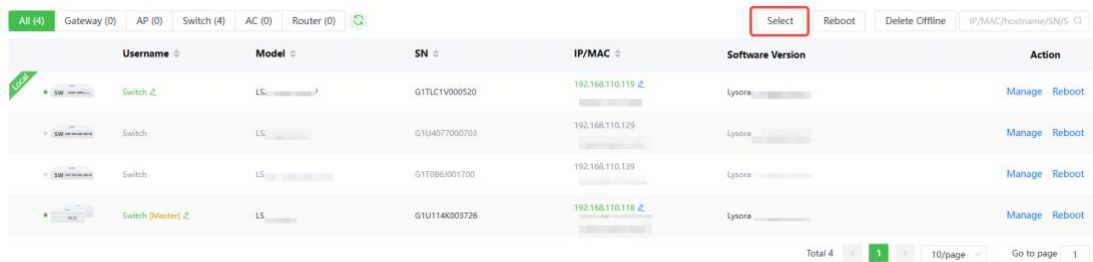 All (4) Gateway (0) AP (0) Switch (4) AC (0) Router (0) Select Reboot Delete Offline IP/MAC/hostname/SN/S
Username Model SN IP/MAC Software Version Action
Local
SW Switch LS G1TLC1V000520 192.168.110.119 Lysora Manage Reboot
SW Switch LS G1U4077000703 192.168.110.129 Lysora Manage Reboot
SW Switch LS G1T0B6J001700 192.168.110.139 Lysora Manage Reboot
Switch [Master] LS G1U114K003726 192.168.110.118 Lysora Manage Reboot
Total 4 < 1 > 10/page Go to page 1